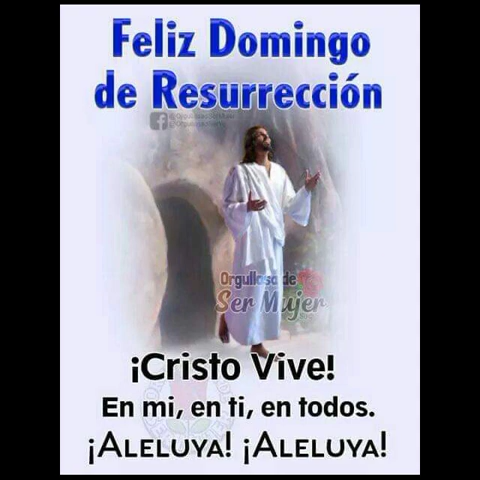 Feliz Domingo
de Resurrección
Orgullosa de
Ser Mujer
¡Cristo Vive!
En mi, en ti, en todos.
¡ALELUYA! ¡ALELUYA!